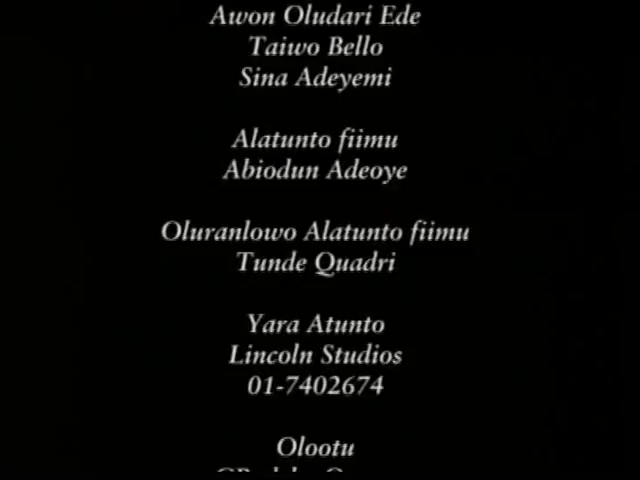 Awon Oludari Ede
Taiwo Bello
Sina Adeyemi
Alatunto fiimu
Abiodun Adeoye
Oluranlowo Alatunto fiimu
Tunde Quadri
Yara Atunto
Lincoln Studios
01-7402674
Olootu